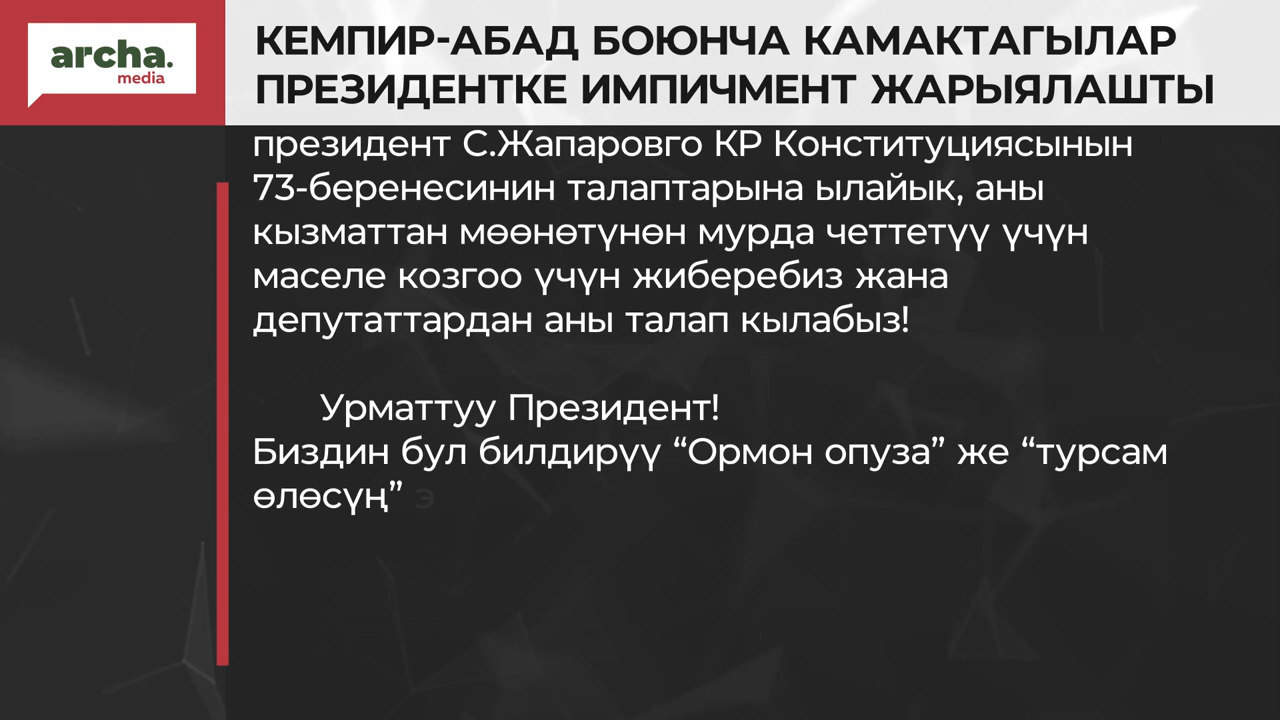 archa.
media
КЕМПИР-АБАД БОЮНЧА КАМАКТАГЫЛАР
ПРЕЗИДЕНТКЕ ИМПИЧМЕНТ ЖАРЫЯЛАШТЫ
президент С.Жапаровго КР Конституциясынын
73-беренесинин талаптарына ылайык, аны
кызматтан мөөнөтүнөн мурда четтетүү үчүн
маселе козгоо үчүн жиберебиз жана
депутаттардан аны талап кылабыз!
Урматтуу Президент!
Биздин бул билдирүү “Ормон опуза” же “турсам
өлөсүң” э